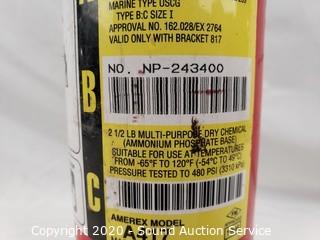 MARINE TYPE USCG
TYPE B:C SIZE I
APPROVAL NO. 162.028/EX 2764
VALID ONLY WITH BRACKET 817
NO. NP-243400
B
2 1/2 LB MULTI-PURPOSE DRY CHEMICAL
(AMMONIUM PHOSPHATE BASE)
SUITABLE FOR USE AT TEMPERATURES
FROM -65°F TO 120°F (-54°C TO 49°C)
PRESSURE TESTED TO 480 PSI (3310 kPa)
C
AMEREX MODEL
Copyright © 2020 - Sound Auction Service